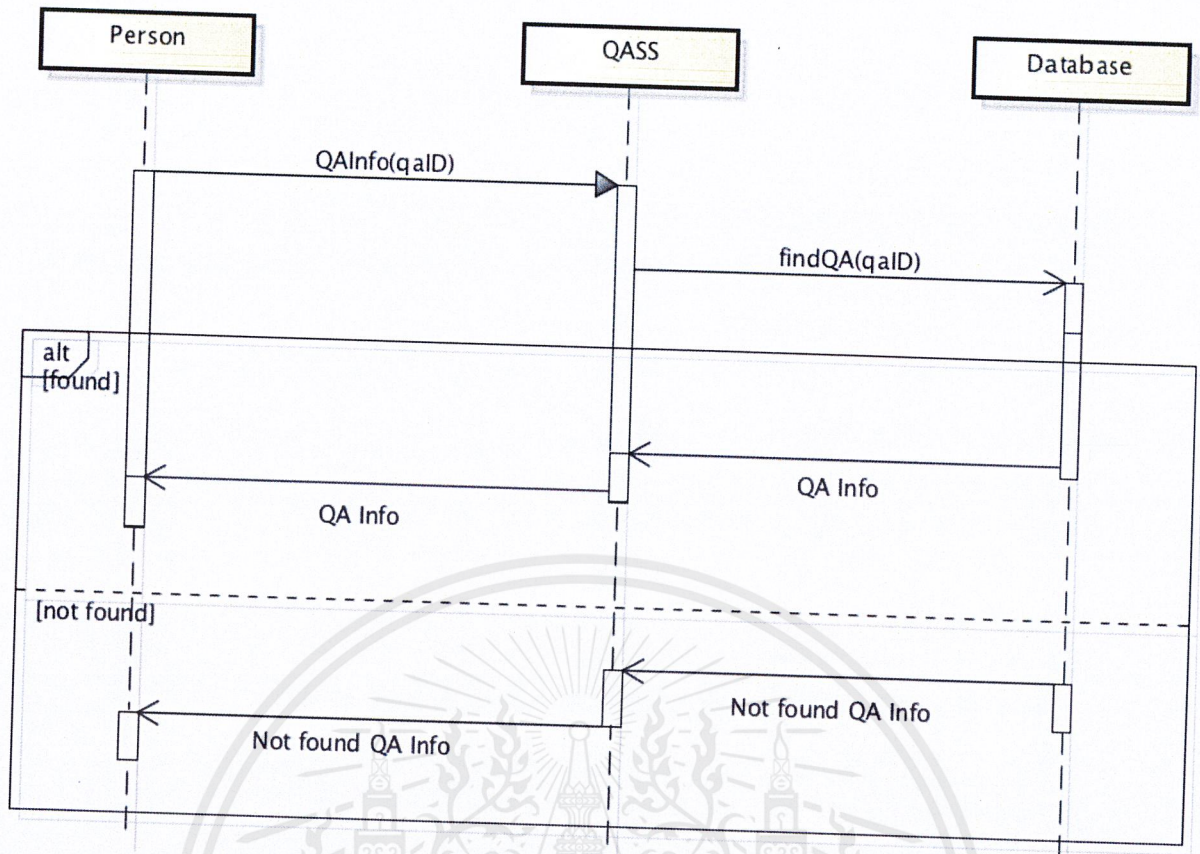 Person
QASS
Database
QAInfo(qaID)
findQA(qaID)
alt
[found]
QA Info
QA Info
[not found]
Not found QA Info
Not found QA Info